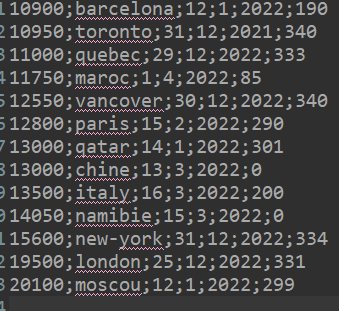 10900;barcelona;12;1;2022;190
10950;toronto;31;12;2021;340
11000;quebec;29;12;2022;333
11750;maroc;1;4;2022;85
12550;vancover;30;12;2022;340
12800;paris;15;2;2022;290
13000;qatar;14;1;2022;301
13000;chine;13;3;2022;0
13500;italy;16;3;2022;200
14050;namibie;15;3;2022;0
15600;new-york;31;12;2022;334
19500;london;25;12;2022;331
20100;moscou;12;1;2022;299